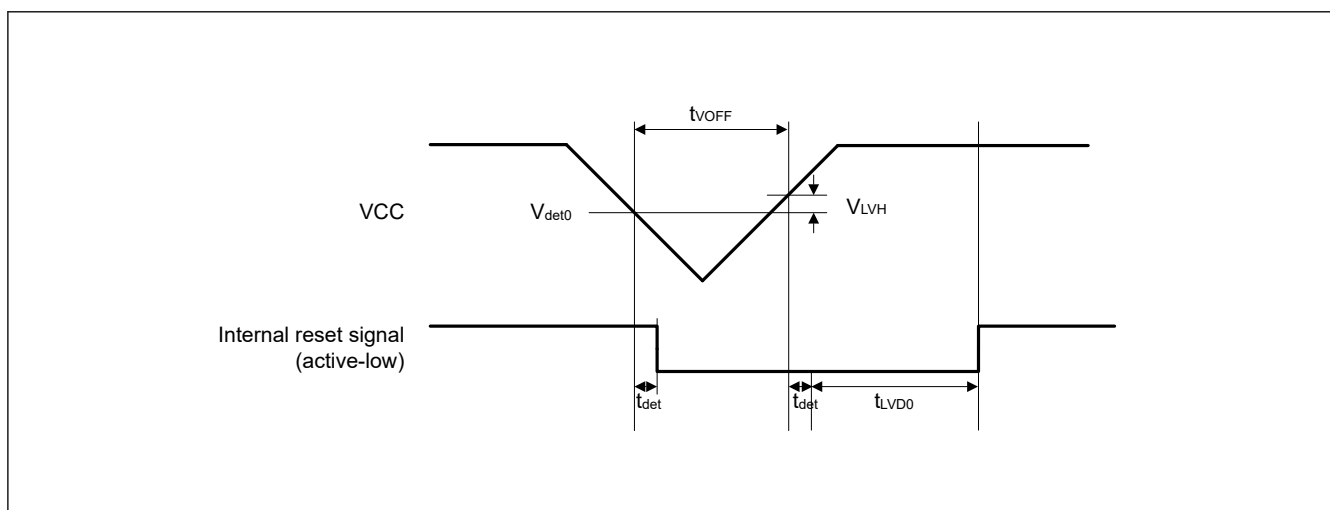 tVOFF
VCC
Vdet0
VLVH
Internal reset signal
(active-low)
tdet
tdet
tLVD0